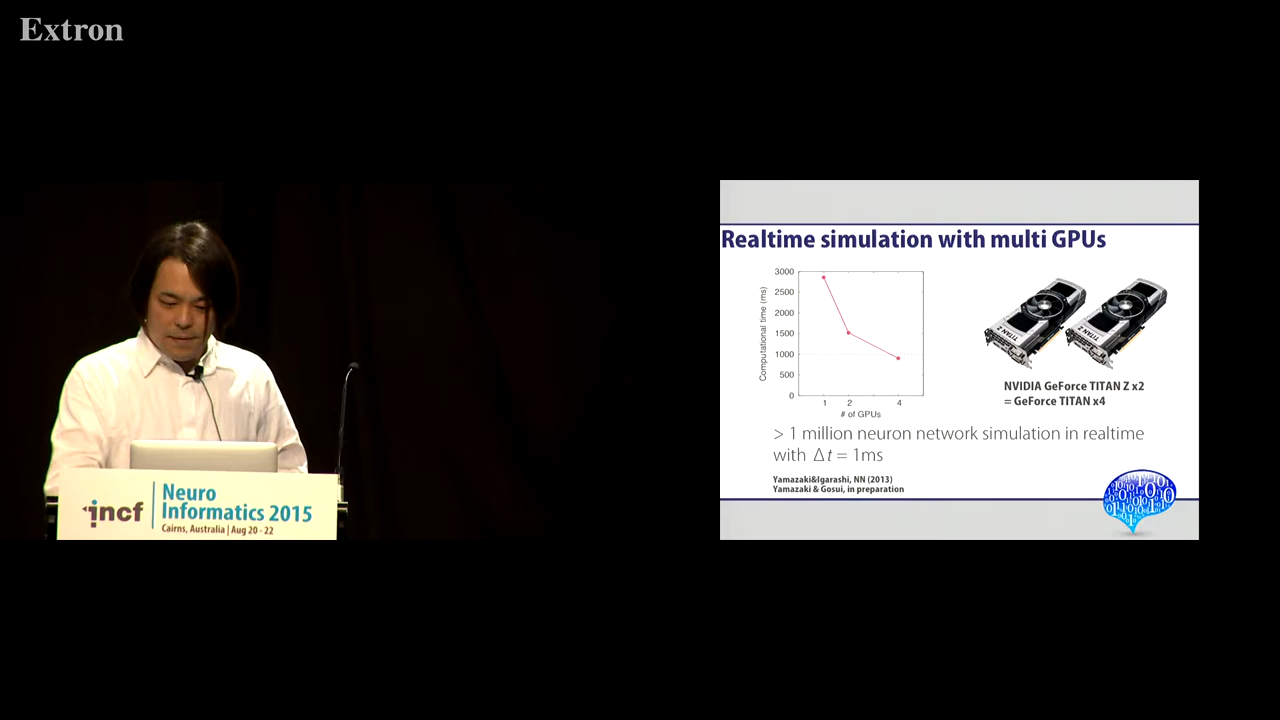 Extron
incf
Neuro
Informatics 2015
Cairns, Australia | Aug 20 - 22
Realtime simulation with multi GPUs
3000
2500
2000
1500
1000
500
0
Computational time (ms)
1 2 4
# of GPUs
TITAN Z
TITAN Z
NVIDIA GeForce TITAN Z x2
= GeForce TITAN x4
> 1 million neuron network simulation in realtime
with Δt = 1ms
Yamazaki&Igarashi, NN (2013)
Yamazaki & Gosui, in preparation